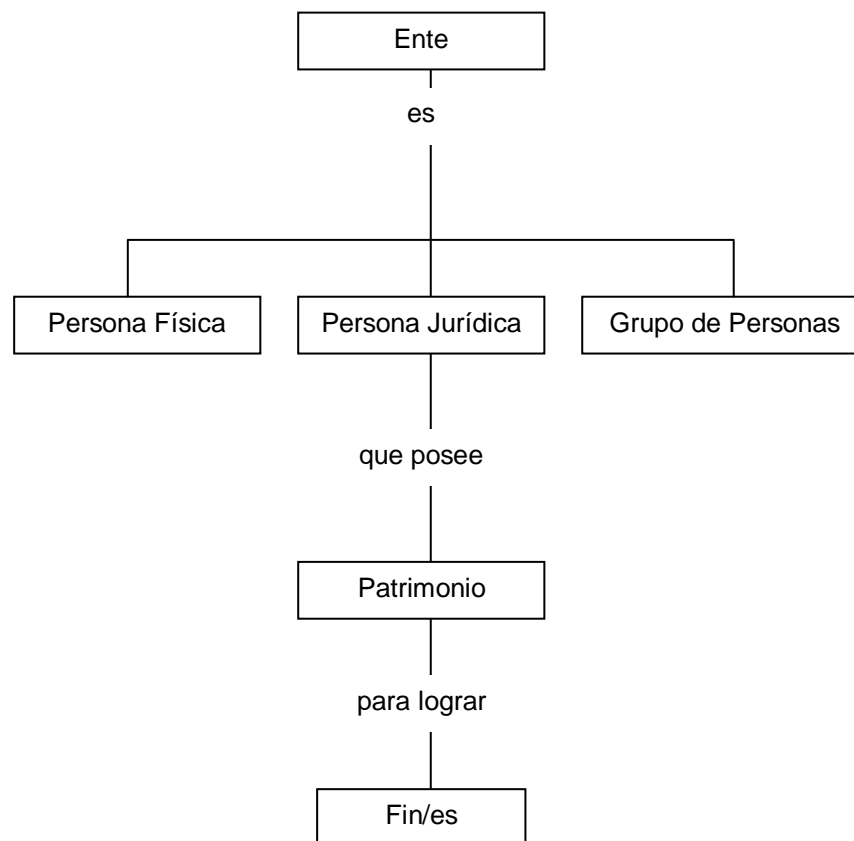 Ente
es
Persona Física
Persona Jurídica
Grupo de Personas
que posee
Patrimonio
para lograr
Fin/es